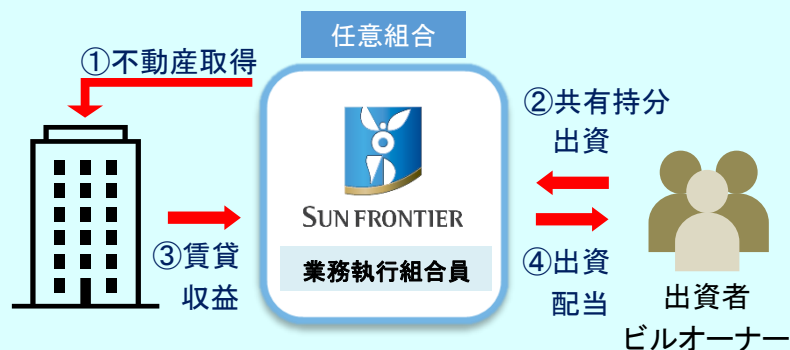 任意組合
①不動産取得
②共有持分
出資
SUN FRONTIER
業務執行組合員
③賃貸
収益
④出資
配当
出資者
ビルオーナー